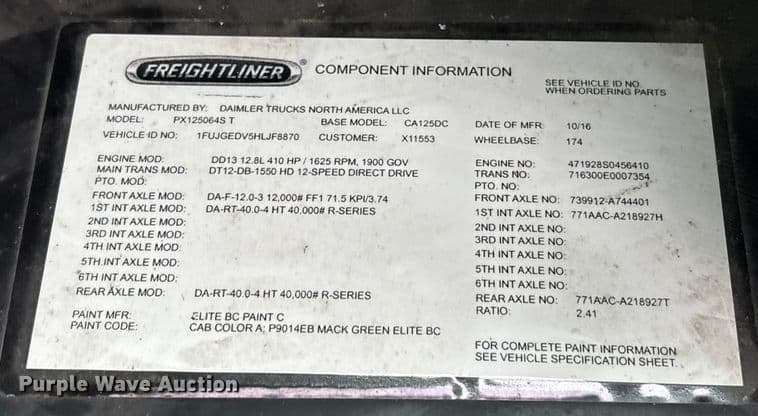 FREIGHTLINER®
COMPONENT INFORMATION
SEE VEHICLE ID NO.
WHEN ORDERING PARTS
MANUFACTURED BY: DAIMLER TRUCKS NORTH AMERICA LLC
MODEL: PX125064S T BASE MODEL: CA125DC DATE OF MFR: 10/16
VEHICLE ID NO: 1FUJGEDV5HLJF8870 CUSTOMER: X11553 WHEELBASE: 174
ENGINE MOD: DD13 12.8L 410 HP / 1625 RPM, 1900 GOV ENGINE NO: 471928S0456410
MAIN TRANS MOD: DT12-DB-1550 HD 12-SPEED DIRECT DRIVE TRANS NO: 716300E0007354
PTO. MOD: PTO. NO:
FRONT AXLE MOD: DA-F-12.0-3 12,000# FF1 71.5 KPI/3.74 FRONT AXLE NO: 739912-A744401
1ST INT AXLE MOD: DA-RT-40.0-4 HT 40,000# R-SERIES 1ST INT AXLE NO: 771AAC-A218927H
2ND INT AXLE MOD: 2ND INT AXLE NO:
3RD INT AXLE MOD: 3RD INT AXLE NO:
4TH INT AXLE MOD: 4TH INT AXLE NO:
5TH INT AXLE MOD: 5TH INT AXLE NO:
6TH INT AXLE MOD: 6TH INT AXLE NO:
REAR AXLE MOD: DA-RT-40.0-4 HT 40,000# R-SERIES REAR AXLE NO: 771AAC-A218927T
RATIO: 2.41
PAINT MFR: ELITE BC PAINT C
PAINT CODE: CAB COLOR A: P9014EB MACK GREEN ELITE BC
FOR COMPLETE PAINT INFORMATION
SEE VEHICLE SPECIFICATION SHEET.
Purple Wave Auction